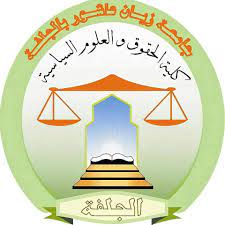 جامعة زيان عاشور بالجلفة
كلية الحقوق و العلوم السياسية
الجلفة